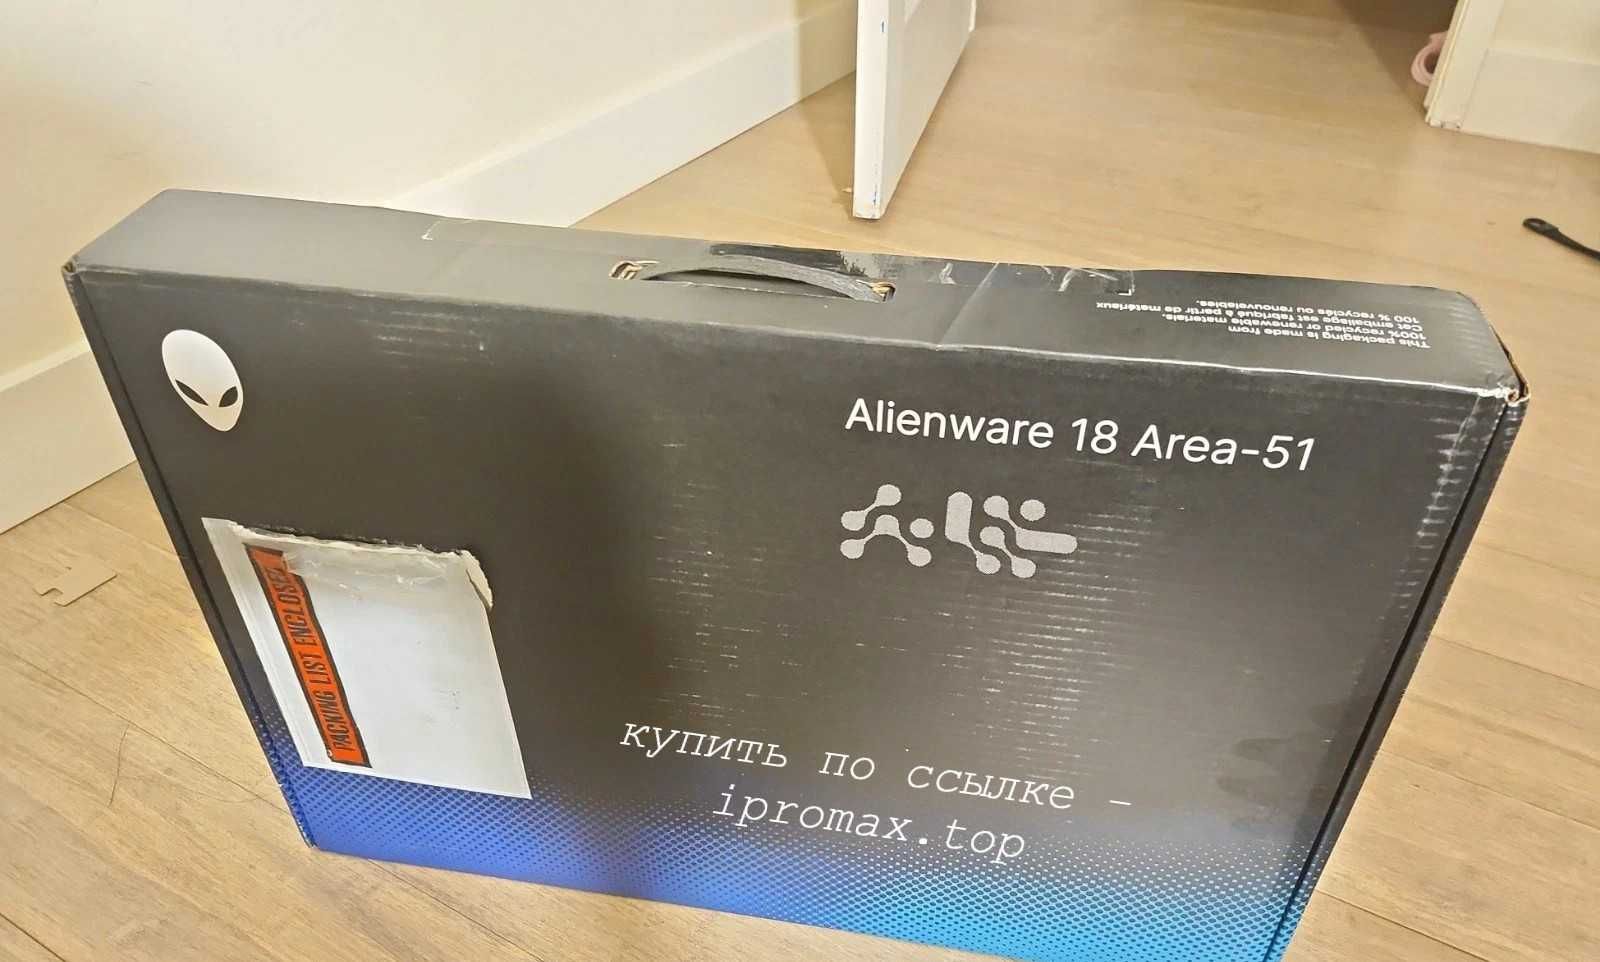 This packaging is made from
100% recycled or renewable materials.
Cet emballage est fabriqué à partir de matériaux
100 % recyclés ou renouvelables.
Alienware 18 Area-51
PACKING LIST ENCLOSED
купить по ссылке -
ipromax.top